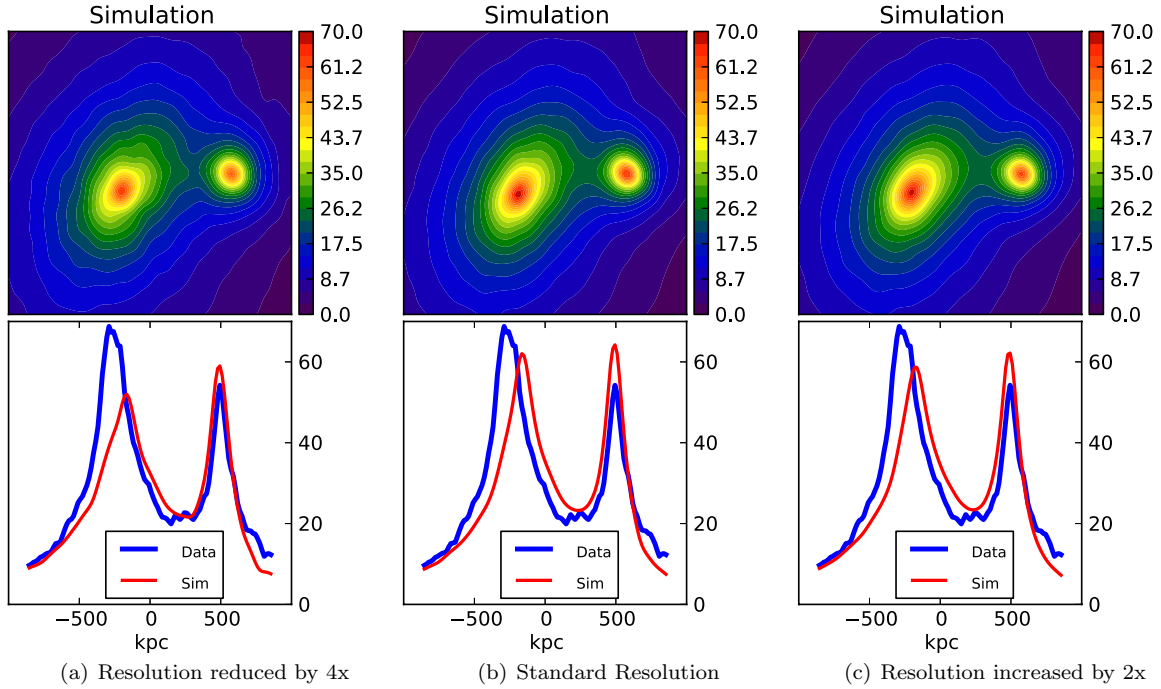 Simulation
70.0
61.2
52.5
43.7
35.0
26.2
17.5
8.7
0.0
60
40
20
0
Data
Sim
−500 0 500
kpc
(a) Resolution reduced by 4x
Simulation
70.0
61.2
52.5
43.7
35.0
26.2
17.5
8.7
0.0
60
40
20
0
Data
Sim
−500 0 500
kpc
(b) Standard Resolution
Simulation
70.0
61.2
52.5
43.7
35.0
26.2
17.5
8.7
0.0
60
40
20
0
Data
Sim
−500 0 500
kpc
(c) Resolution increased by 2x